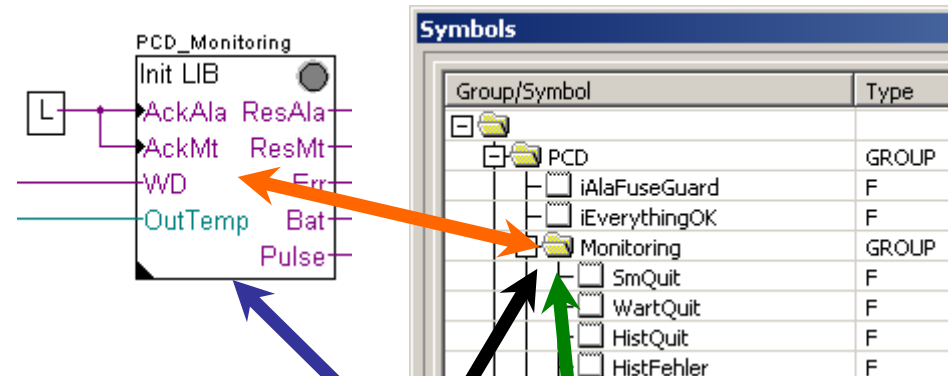 PCD_Monitoring
Init LIB
L
AckAla ResAla
AckMt ResMt
WD Err
OutTemp Bat
Pulse
Symbols
Group/Symbol Type
PCD GROUP
iAlaFuseGuard F
iEverythingOK F
Monitoring GROUP
SmQuit F
WartQuit F
HistQuit F
HistFehler F